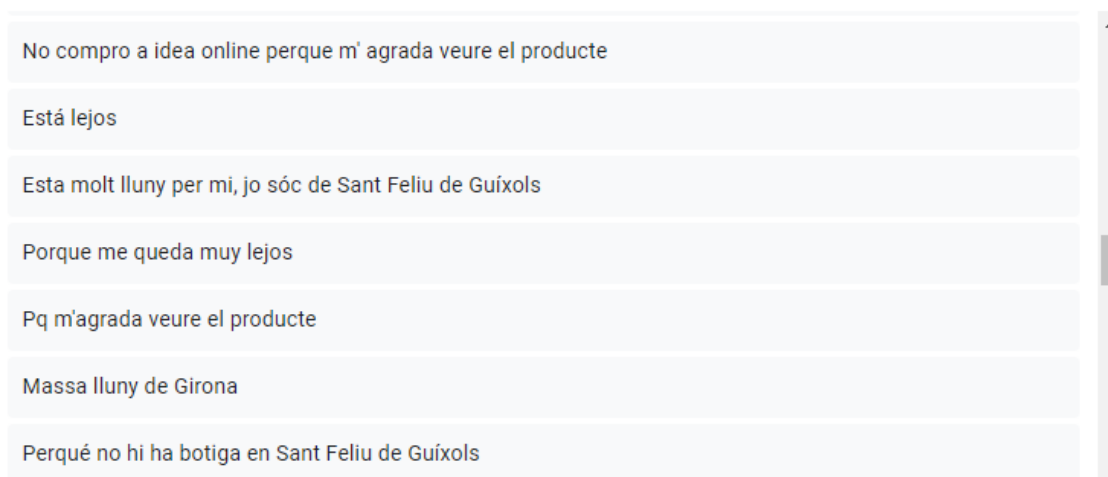 No compro a idea online perque m' agrada veure el producte
Está lejos
Esta molt lluny per mi, jo sóc de Sant Feliu de Guíxols
Porque me queda muy lejos
Pq m'agrada veure el producte
Massa lluny de Girona
Perqué no hi ha botiga en Sant Feliu de Guíxols